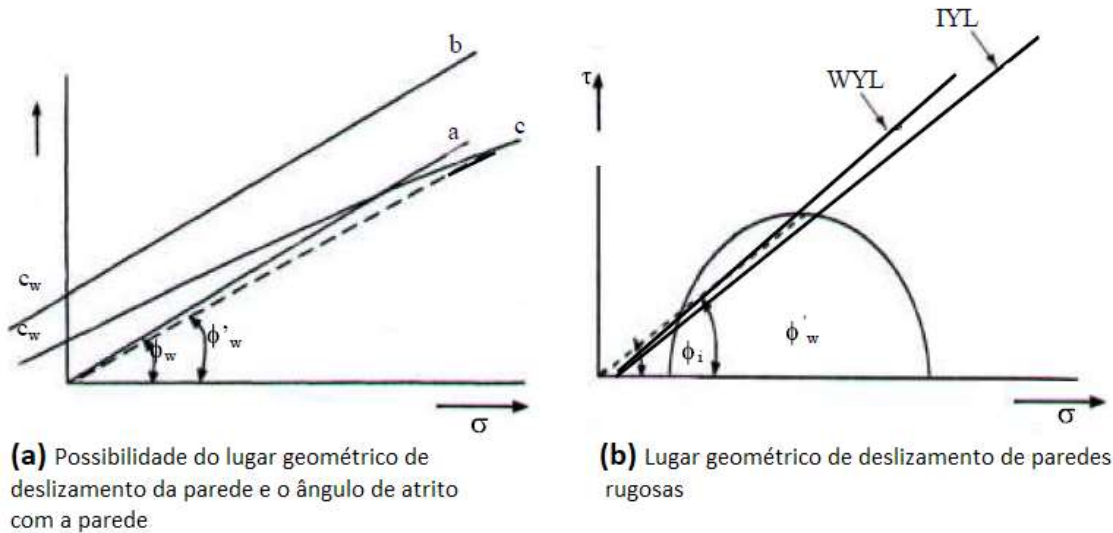 b
a
c
c_w
c_w
ϕ_w
ϕ'_w
σ
(a) Possibilidade do lugar geométrico de
deslizamento da parede e o ângulo de atrito
com a parede
IYL
WYL
τ
ϕ_i
ϕ'_w
σ
(b) Lugar geométrico de deslizamento de paredes
rugosas